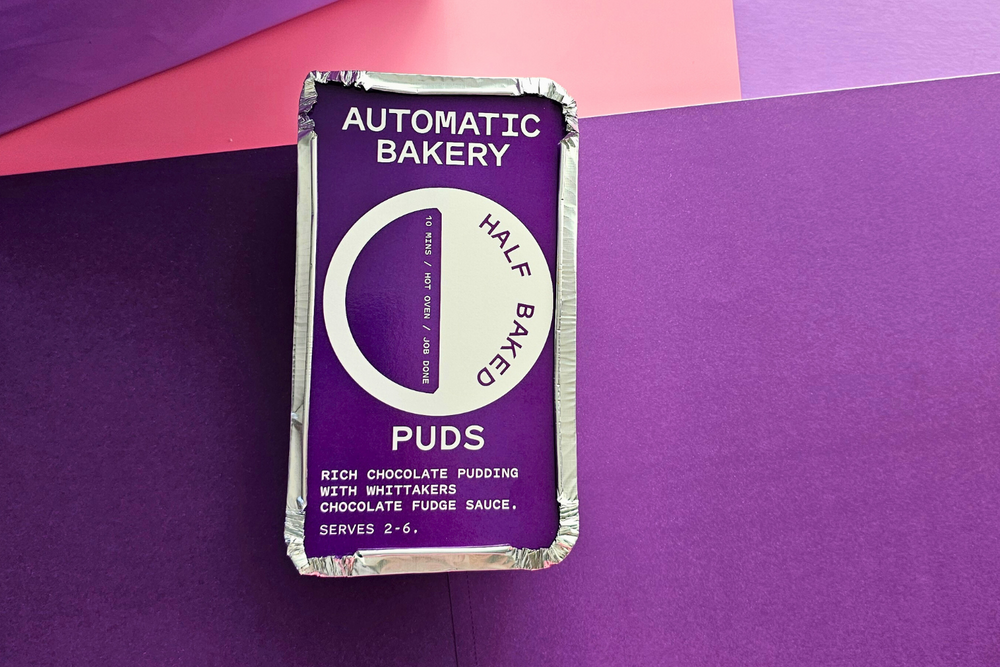 AUTOMATIC
BAKERY
HALF BAKED
10 MINS / HOT OVEN / JOB DONE
PUDS
RICH CHOCOLATE PUDDING
WITH WHITTAKERS
CHOCOLATE FUDGE SAUCE.
SERVES 2-6.